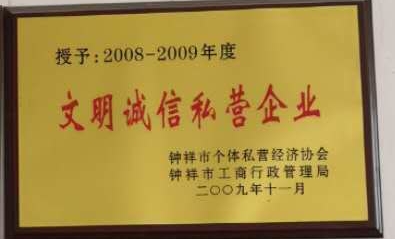 授予:2008-2009年度
文明诚信私营企业
钟祥市个体私营经济协会
钟祥市工商行政管理局
二〇〇九年十一月